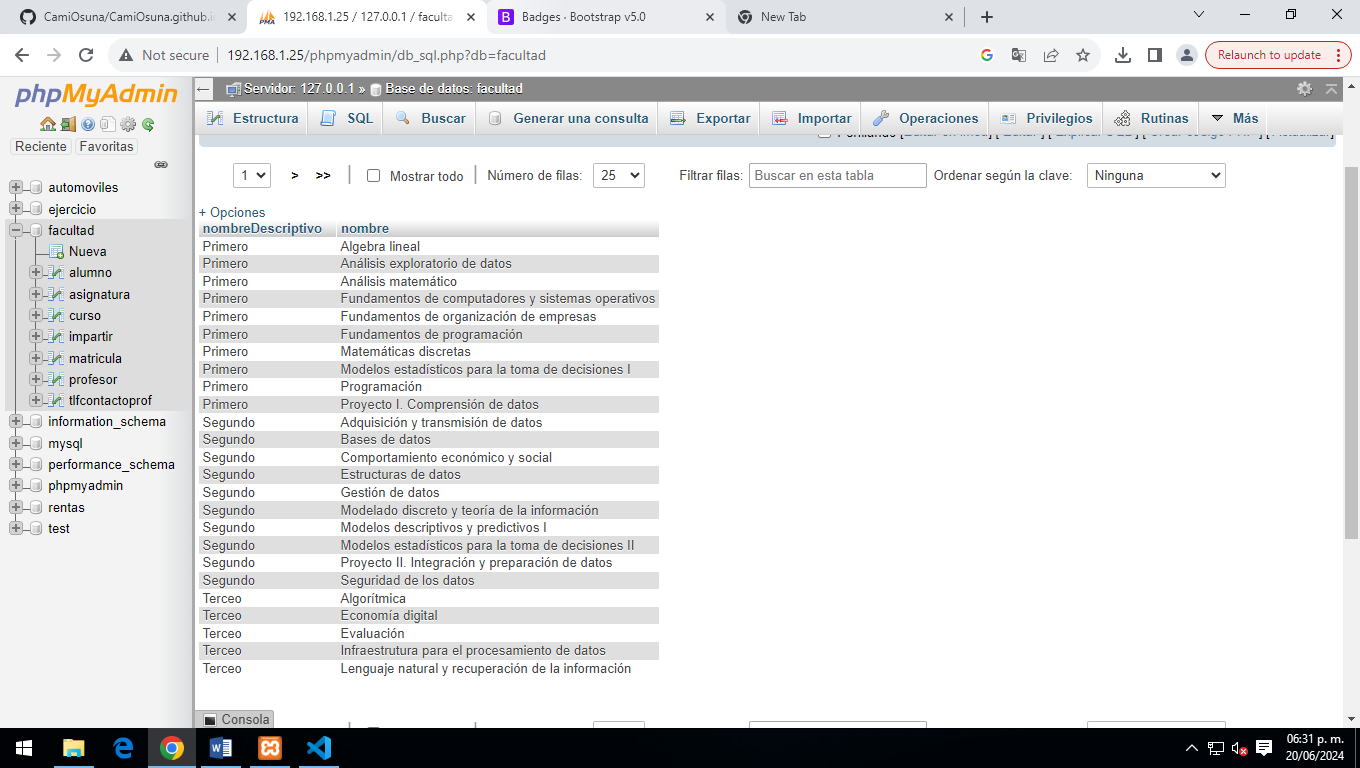 CamiOsuna/CamiOsuna.github.i
192.168.1.25 / 127.0.0.1 / faculta
Badges · Bootstrap v5.0
New Tab
Not secure
192.168.1.25/phpmyadmin/db_sql.php?db=facultad
Relaunch to update
phpMyAdmin
Reciente Favoritas
automoviles
ejercicio
facultad
Nueva
alumno
asignatura
curso
impartir
matricula
profesor
tlfcontactoprof
information_schema
mysql
performance_schema
phpmyadmin
rentas
test
Servidor: 127.0.0.1 » Base de datos: facultad
Estructura SQL Buscar Generar una consulta Exportar Importar Operaciones Privilegios Rutinas Más
1 > >> | Mostrar todo | Número de filas: 25 Filtrar filas: Buscar en esta tabla Ordenar según la clave: Ninguna
+ Opciones
nombreDescriptivo nombre
Primero Algebra lineal
Primero Análisis exploratorio de datos
Primero Análisis matemático
Primero Fundamentos de computadores y sistemas operativos
Primero Fundamentos de organización de empresas
Primero Fundamentos de programación
Primero Matemáticas discretas
Primero Modelos estadísticos para la toma de decisiones I
Primero Programación
Primero Proyecto I. Comprensión de datos
Segundo Adquisición y transmisión de datos
Segundo Bases de datos
Segundo Comportamiento económico y social
Segundo Estructuras de datos
Segundo Gestión de datos
Segundo Modelado discreto y teoría de la información
Segundo Modelos descriptivos y predictivos I
Segundo Modelos estadísticos para la toma de decisiones II
Segundo Proyecto II. Integración y preparación de datos
Segundo Seguridad de los datos
Terceo Algorítmica
Terceo Economía digital
Terceo Evaluación
Terceo Infraestrutura para el procesamiento de datos
Terceo Lenguaje natural y recuperación de la información
Consola
06:31 p. m.
20/06/2024